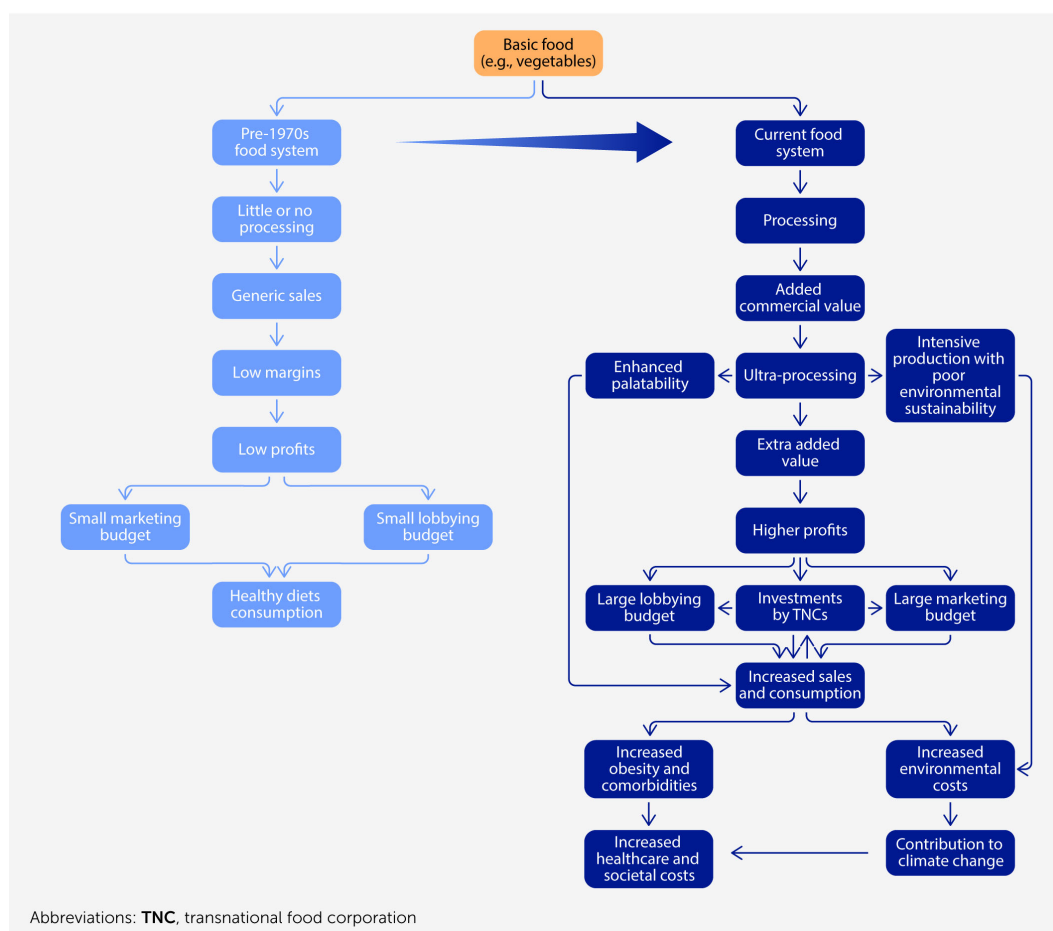 Basic food
(e.g., vegetables)
Pre-1970s
food system
Little or no
processing
Generic sales
Low margins
Low profits
Small marketing
budget
Small lobbying
budget
Healthy diets
consumption
Current food
system
Processing
Added
commercial value
Enhanced
palatability
Ultra-processing
Intensive
production with
poor
environmental
sustainability
Extra added
value
Higher profits
Large lobbying
budget
Investments
by TNCs
Large marketing
budget
Increased sales
and consumption
Increased
obesity and
comorbidities
Increased
environmental
costs
Increased
healthcare and
societal costs
Contribution to
climate change
Abbreviations: TNC, transnational food corporation